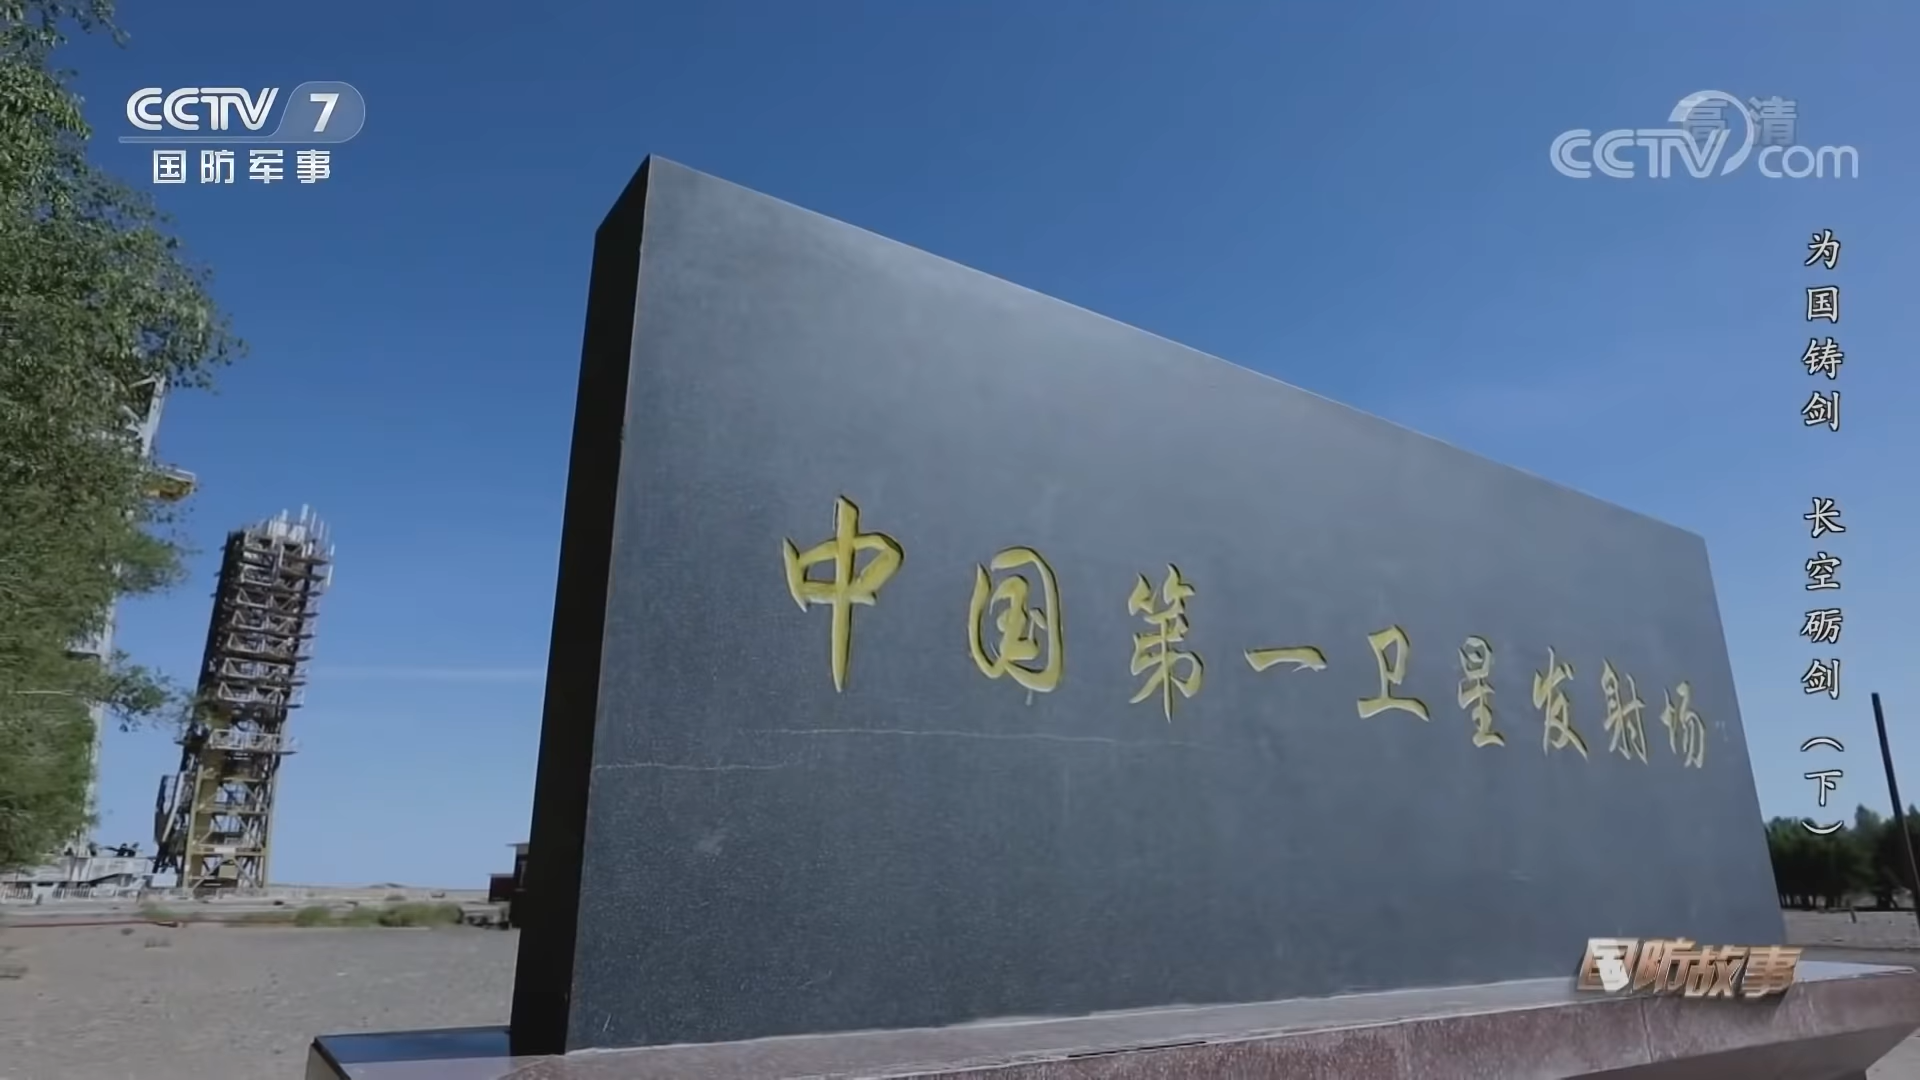 CCTV 7
国防军事
高清
CCTV.com
为国铸剑 长空砺剑（下）
中国第一卫星发射场
国防故事